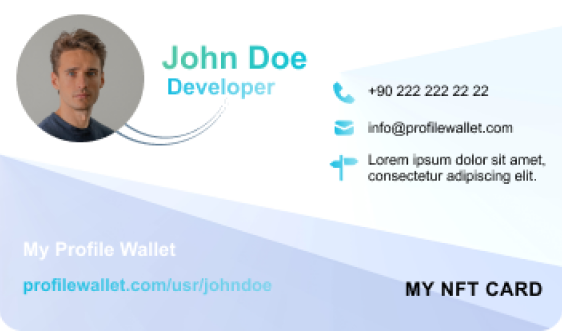 John Doe
Developer
+90 222 222 22 22
info@profilewallet.com
Lorem ipsum dolor sit amet,
consectetur adipiscing elit.
My Profile Wallet
profilewallet.com/usr/johndoe
MY NFT CARD